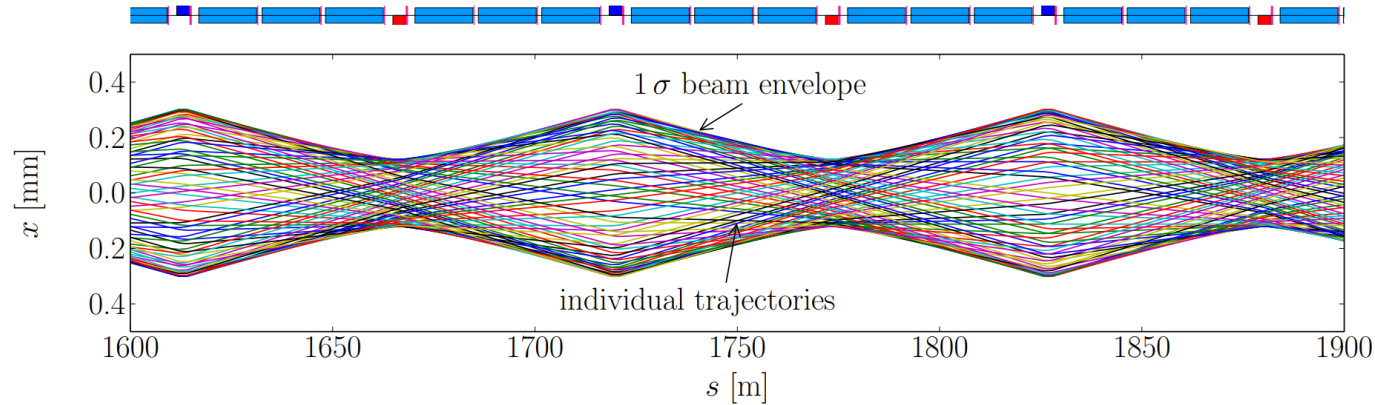 0.4
1 σ beam envelope
0.2
x [mm]
0.0
0.2
individual trajectories
0.4
1600 1650 1700 1750 1800 1850 1900
s [m]